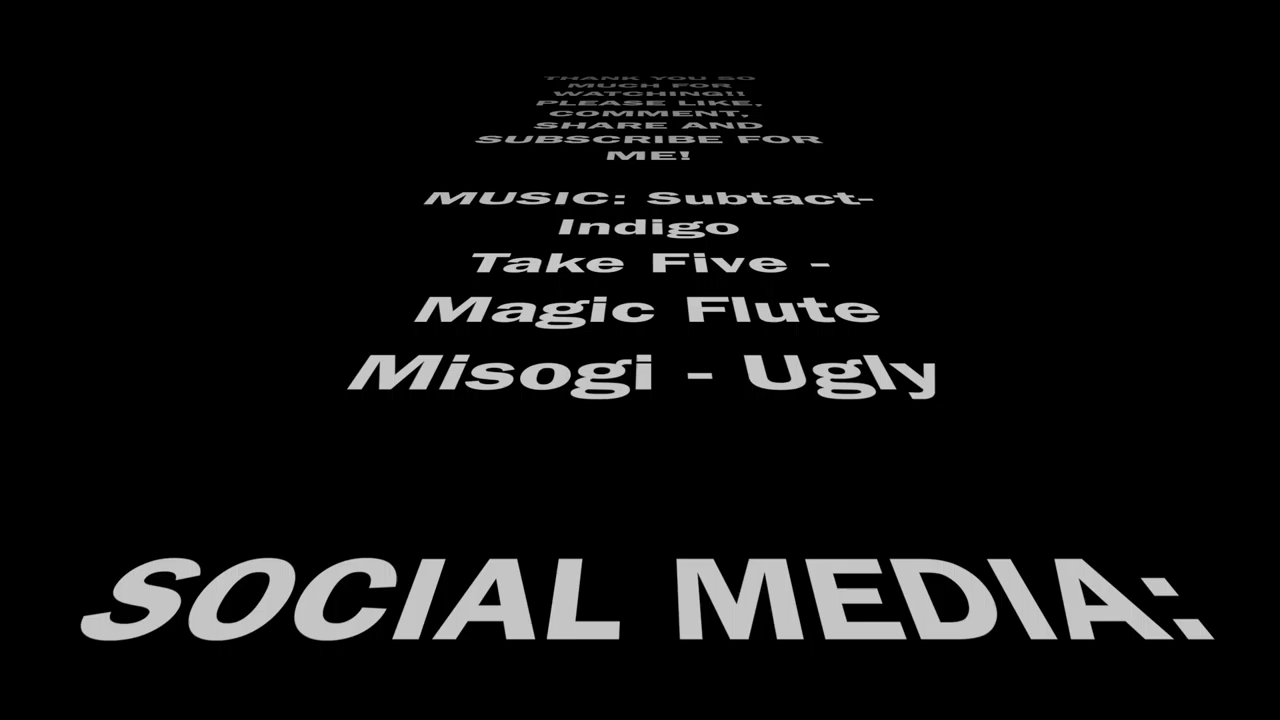 THANK YOU SO
MUCH FOR
WATCHING!!
PLEASE LIKE,
COMMENT,
SHARE AND
SUBSCRIBE FOR
ME!
MUSIC: Subtact-
Indigo
Take Five -
Magic Flute
Misogi - Ugly
SOCIAL MEDIA: